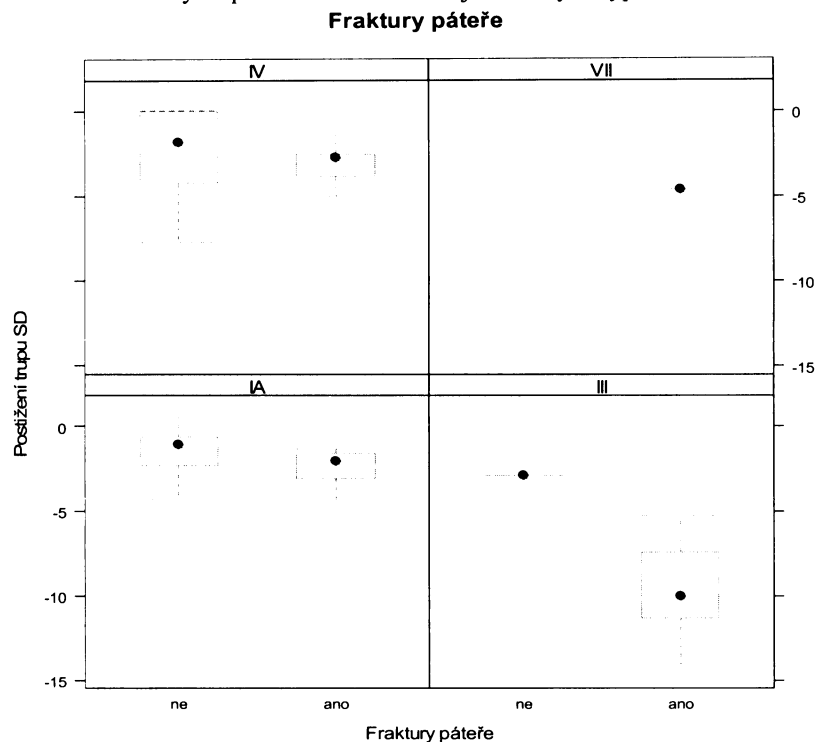 Fraktury páteře
IV
VII
0
-5
-10
-15
Postižení trupu SD
IA
III
0
-5
-10
-15
ne
ano
ne
ano
Fraktury páteře